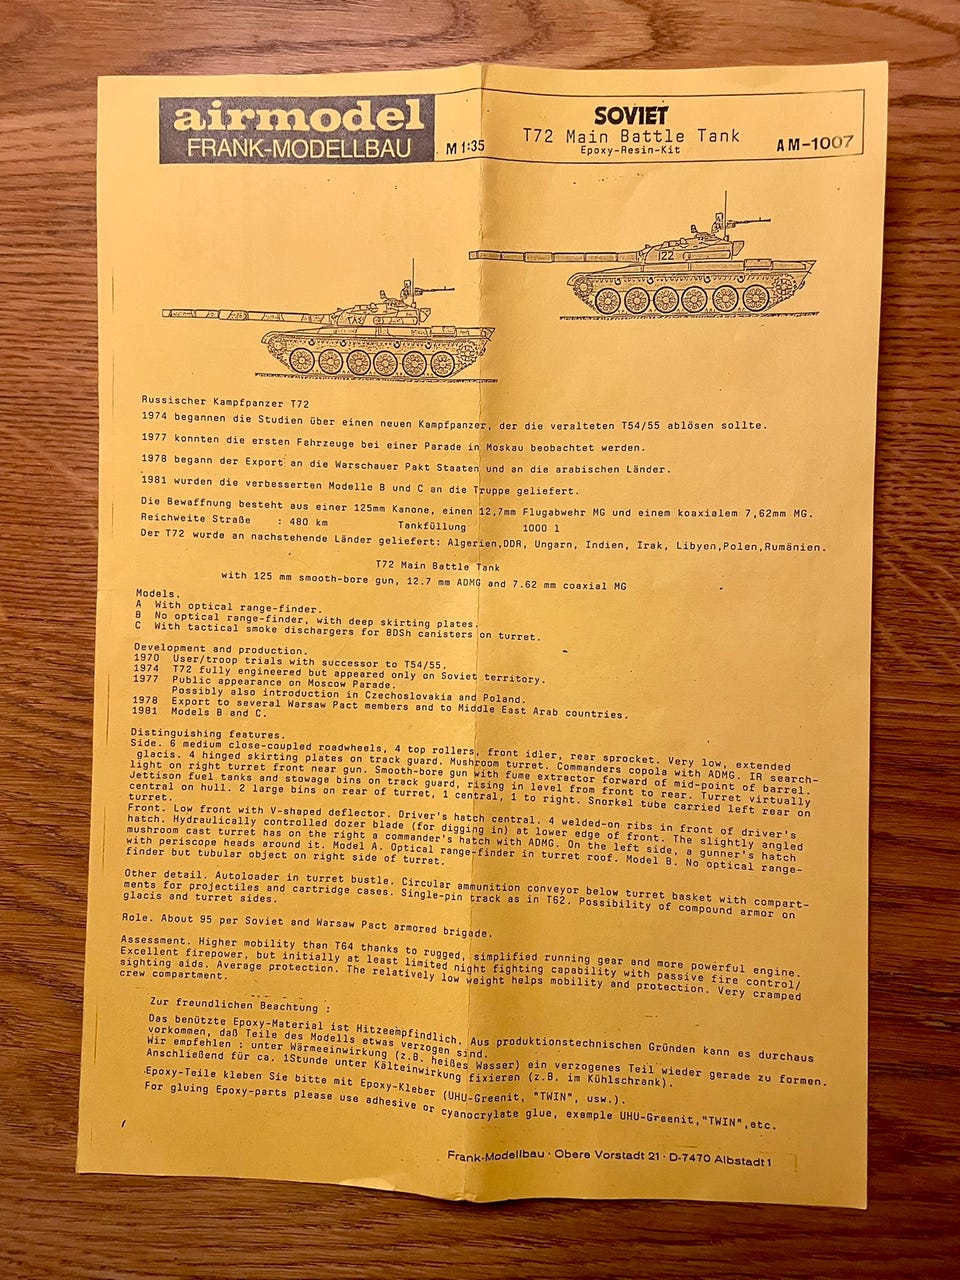 airmodel
FRANK-MODELLBAU
M 1:35
SOVIET
T72 Main Battle Tank
Epoxy-Resin-Kit
AM-1007
122
٢٨٤
Russischer Kampfpanzer T72
1974 begannen die Studien über einen neuen Kampfpanzer, der die veralteten T54/55 ablösen sollte.
1977 konnten die ersten Fahrzeuge bei einer Parade in Moskau beobachtet werden.
1978 begann der Export an die Warschauer Pakt Staaten und an die arabischen Länder.
1981 wurden die verbesserten Modelle B und C an die Truppe geliefert.
Die Bewaffnung besteht aus einer 125mm Kanone, einen 12,7mm Flugabwehr MG und einem koaxialem 7,62mm MG.
Reichweite Straße : 480 km Tankfüllung 1000 l
Der T72 wurde an nachstehende Länder geliefert: Algerien,DDR, Ungarn, Indien, Irak, Libyen,Polen,Rumänien.
T72 Main Battle Tank
with 125 mm smooth-bore gun, 12.7 mm ADMG and 7.62 mm coaxial MG
Models.
A With optical range-finder.
B No optical range-finder, with deep skirting plates.
C With tactical smoke dischargers for BDSh canisters on turret.
Development and production.
1970 User/troop trials with successor to T54/55.
1974 T72 fully engineered but appeared only on Soviet territory.
1977 Public appearance on Moscow Parade.
Possibly also introduction in Czechoslovakia and Poland.
1978 Export to several Warsaw Pact members and to Middle East Arab countries.
1981 Models B and C.
Distinguishing features.
Side. 6 medium close-coupled roadwheels, 4 top rollers, front idler, rear sprocket. Very low, extended
glacis. 4 hinged skirting plates on track guard. Mushroom turret. Commanders copola with ADMG. IR search-
light on right turret front near gun. Smooth-bore gun with fume extractor forward of mid-point of barrel.
Jettison fuel tanks and stowage bins on track guard, rising in level from front to rear. Turret virtually
central on hull. 2 large bins on rear of turret, 1 central, 1 to right. Snorkel tube carried left rear on
turret.
Front. Low front with V-shaped deflector. Driver's hatch central. 4 welded-on ribs in front of driver's
hatch. Hydraulically controlled dozer blade (for digging in) at lower edge of front. The slightly angled
mushroom cast turret has on the right a commander's hatch with ADMG. On the left side, a gunner's hatch
with periscope heads around it. Model A. Optical range-finder in turret roof. Model B. No optical range-
finder but tubular object on right side of turret.
Other detail. Autoloader in turret bustle. Circular ammunition conveyor below turret basket with compart-
ments for projectiles and cartridge cases. Single-pin track as in T62. Possibility of compound armor on
glacis and turret sides.
Role. About 95 per Soviet and Warsaw Pact armored brigade.
Assessment. Higher mobility than T64 thanks to rugged, simplified running gear and more powerful engine.
Excellent firepower, but initially at least limited night fighting capability with passive fire control/
sighting aids. Average protection. The relatively low weight helps mobility and protection. Very cramped
crew compartment.
Zur freundlichen Beachtung :
Das benützte Epoxy-Material ist Hitzeempfindlich. Aus produktionstechnischen Gründen kann es durchaus
vorkommen, daß Teile des Modells etwas verzogen sind.
Wir empfehlen : unter Wärmeeinwirkung (z.B. heißes Wasser) ein verzogenes Teil wieder gerade zu formen.
Anschließend für ca. 1Stunde unter Kälteinwirkung fixieren (z.B. im Kühlschrank).
Epoxy-Teile kleben Sie bitte mit Epoxy-Kleber (UHU-Greenit, "TWIN", usw.).
For gluing Epoxy-parts please use adhesive or cyanocrylate glue, example UHU-Greenit,"TWIN",etc.
Frank-Modellbau · Obere Vorstadt 21 · D-7470 Albstadt 1